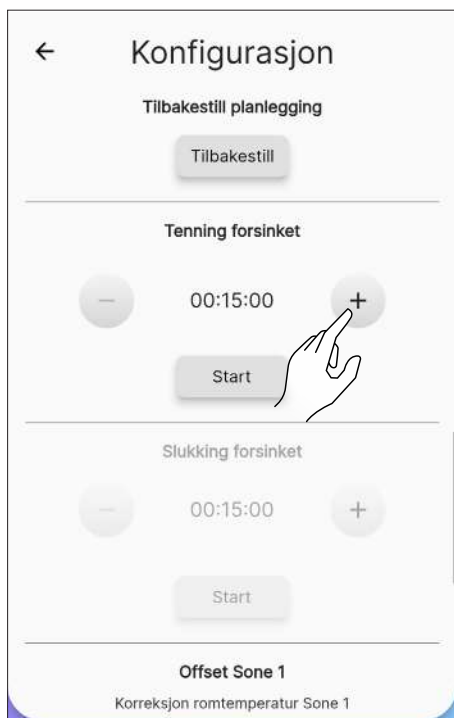 ← Konfigurasjon
Tilbakestill planlegging
Tilbakestill
Tenning forsinket
− 00:15:00 +
Start
Slukking forsinket
− 00:15:00 +
Start
Offset Sone 1
Korreksjon romtemperatur Sone 1